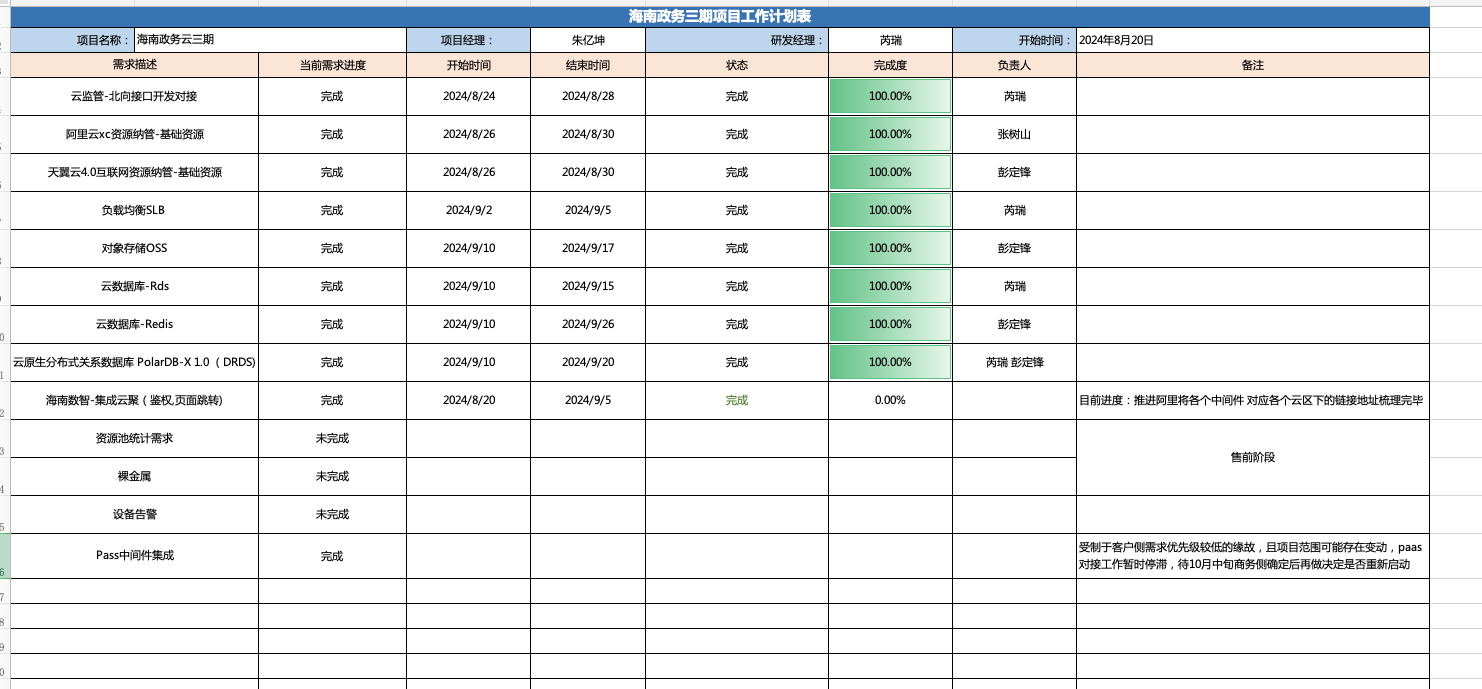 海南政务三期项目工作计划表
项目名称： 海南政务云三期 项目经理： 朱亿坤 研发经理： 芮瑞 开始时间： 2024年8月20日
需求描述 当前需求进度 开始时间 结束时间 状态 完成度 负责人 备注
云监管-北向接口开发对接 完成 2024/8/24 2024/8/28 完成 100.00% 芮瑞
阿里云xc资源纳管-基础资源 完成 2024/8/26 2024/8/30 完成 100.00% 张树山
天翼云4.0互联网资源纳管-基础资源 完成 2024/8/26 2024/8/30 完成 100.00% 彭定锋
负载均衡SLB 完成 2024/9/2 2024/9/5 完成 100.00% 芮瑞
对象存储OSS 完成 2024/9/10 2024/9/17 完成 100.00% 彭定锋
云数据库-Rds 完成 2024/9/10 2024/9/15 完成 100.00% 芮瑞
云数据库-Redis 完成 2024/9/10 2024/9/26 完成 100.00% 彭定锋
云原生分布式关系数据库 PolarDB-X 1.0 （ DRDS) 完成 2024/9/10 2024/9/20 完成 100.00% 芮瑞 彭定锋
海南数智-集成云聚（ 鉴权,页面跳转) 完成 2024/8/20 2024/9/5 完成 0.00% 目前进度：推进阿里将各个中间件 对应各个云区下的链接地址梳理完毕
资源池统计需求 未完成
售前阶段
裸金属 未完成
设备告警 未完成
Pass中间件集成 完成 受制于客户侧需求优先级较低的缘故，且项目范围可能存在变动，paas
对接工作暂时停滞，待10月中旬商务侧确定后再做决定是否重新启动